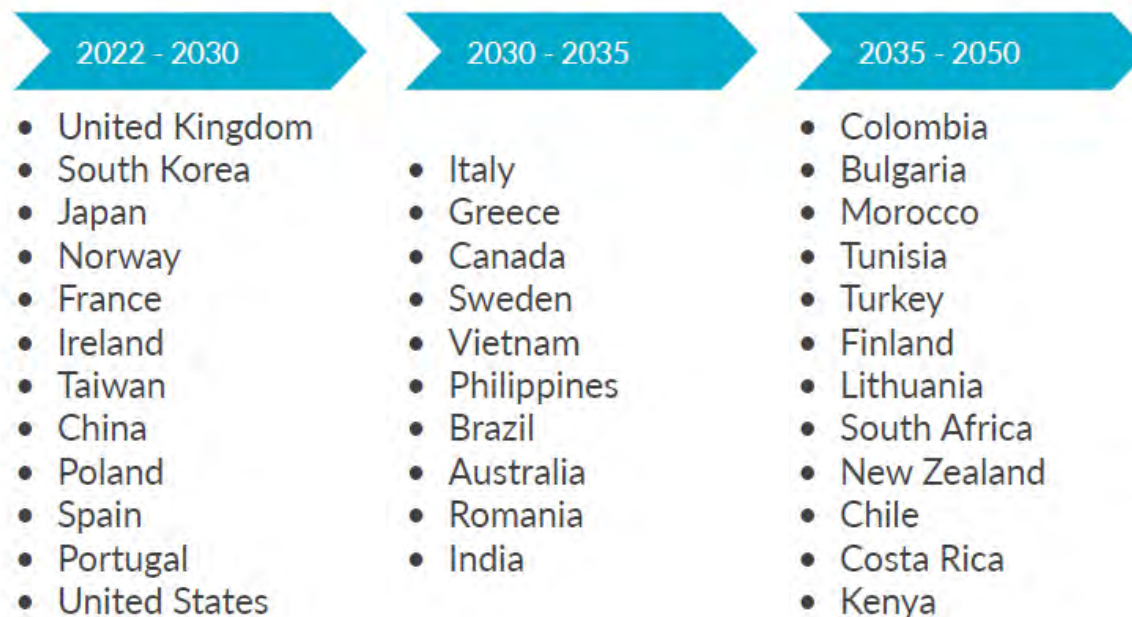 2022 - 2030
• United Kingdom
• South Korea
• Japan
• Norway
• France
• Ireland
• Taiwan
• China
• Poland
• Spain
• Portugal
• United States
2030 - 2035
• Italy
• Greece
• Canada
• Sweden
• Vietnam
• Philippines
• Brazil
• Australia
• Romania
• India
2035 - 2050
• Colombia
• Bulgaria
• Morocco
• Tunisia
• Turkey
• Finland
• Lithuania
• South Africa
• New Zealand
• Chile
• Costa Rica
• Kenya